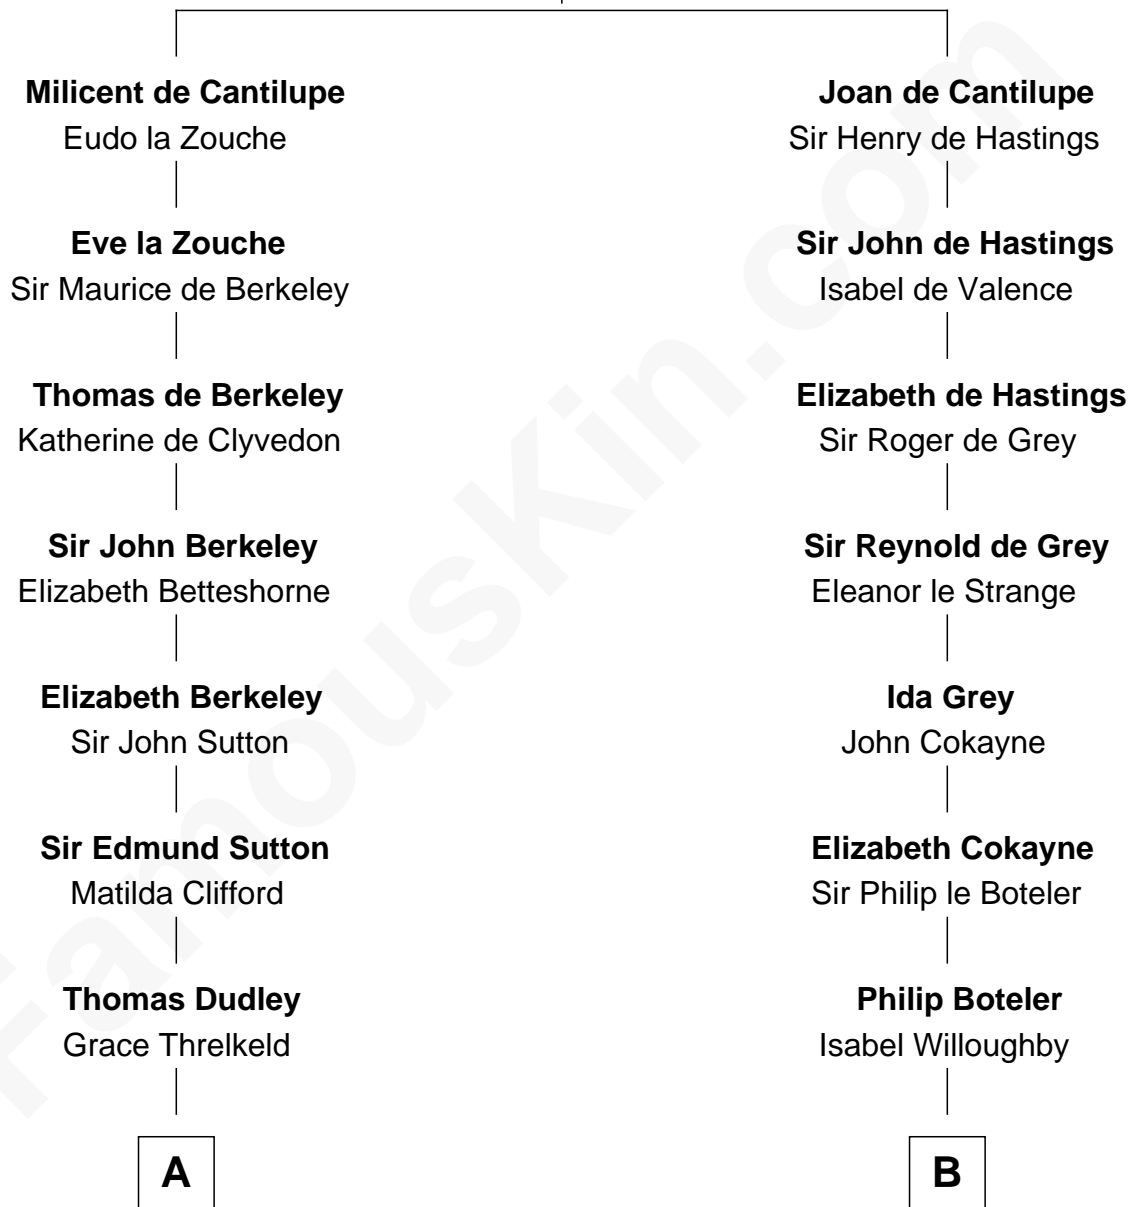 Milicent de Cantilupe
Eudo la Zouche
Eve la Zouche
Sir Maurice de Berkeley
Thomas de Berkeley
Katherine de Clyvedon
Sir John Berkeley
Elizabeth Betteshorne
Elizabeth Berkeley
Sir John Sutton
Sir Edmund Sutton
Matilda Clifford
Thomas Dudley
Grace Threlkeld
A
Joan de Cantilupe
Sir Henry de Hastings
Sir John de Hastings
Isabel de Valence
Elizabeth de Hastings
Sir Roger de Grey
Sir Reynold de Grey
Eleanor le Strange
Ida Grey
John Cokayne
Elizabeth Cokayne
Sir Philip le Boteler
Philip Boteler
Isabel Willoughby
B
FamousKin.com